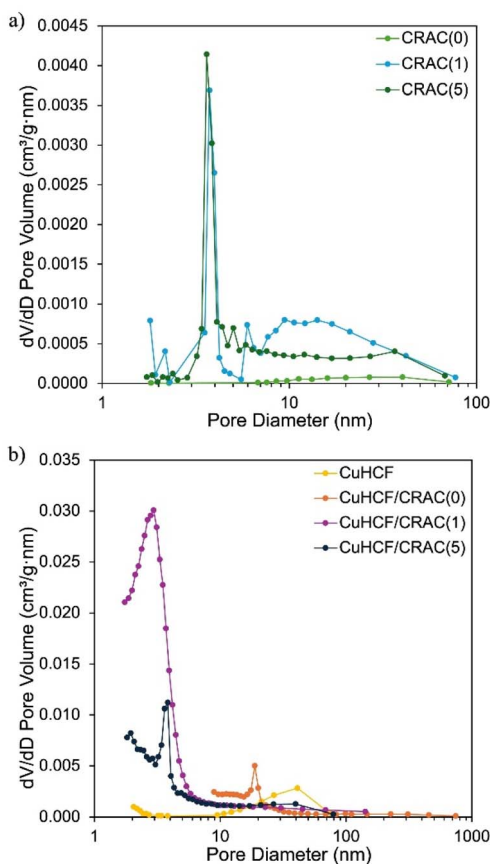 a)
0.0045
0.0040
0.0035
0.0030
0.0025
0.0020
0.0015
0.0010
0.0005
0.0000
dV/dD Pore Volume (cm³/g·nm)
CRAC(0)
CRAC(1)
CRAC(5)
1 10 100
Pore Diameter (nm)
b)
0.035
0.030
0.025
0.020
0.015
0.010
0.005
0.000
dV/dD Pore Volume (cm³/g·nm)
CuHCF
CuHCF/CRAC(0)
CuHCF/CRAC(1)
CuHCF/CRAC(5)
1 10 100 1000
Pore Diameter (nm)